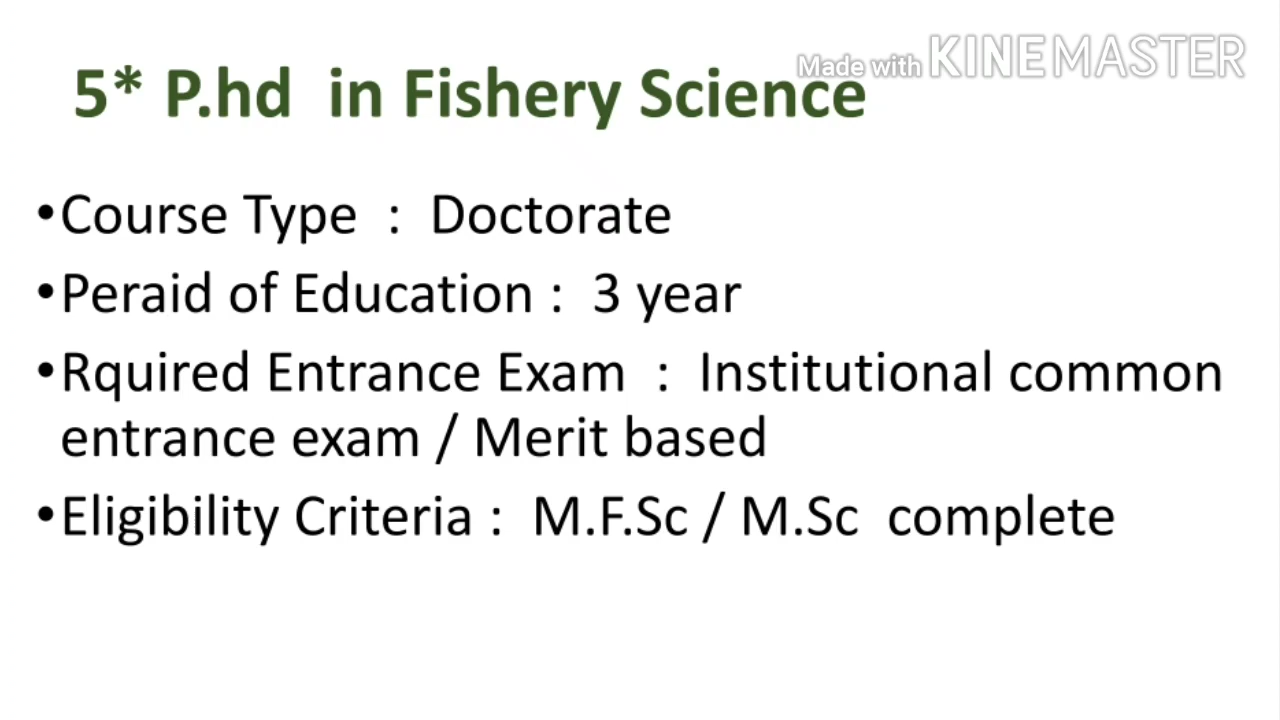 Made with KINEMASTER
5* P.hd in Fishery Science
•Course Type : Doctorate
•Peraid of Education : 3 year
•Rquired Entrance Exam : Institutional common
entrance exam / Merit based
•Eligibility Criteria : M.F.Sc / M.Sc complete